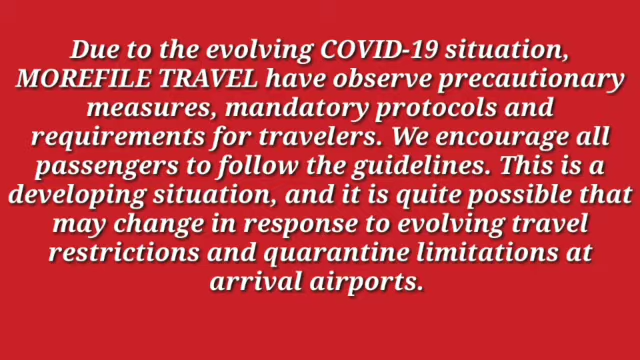 Due to the evolving COVID-19 situation,
MOREFILE TRAVEL have observe precautionary
measures, mandatory protocols and
requirements for travelers. We encourage all
passengers to follow the guidelines. This is a
developing situation, and it is quite possible that
may change in response to evolving travel
restrictions and quarantine limitations at
arrival airports.